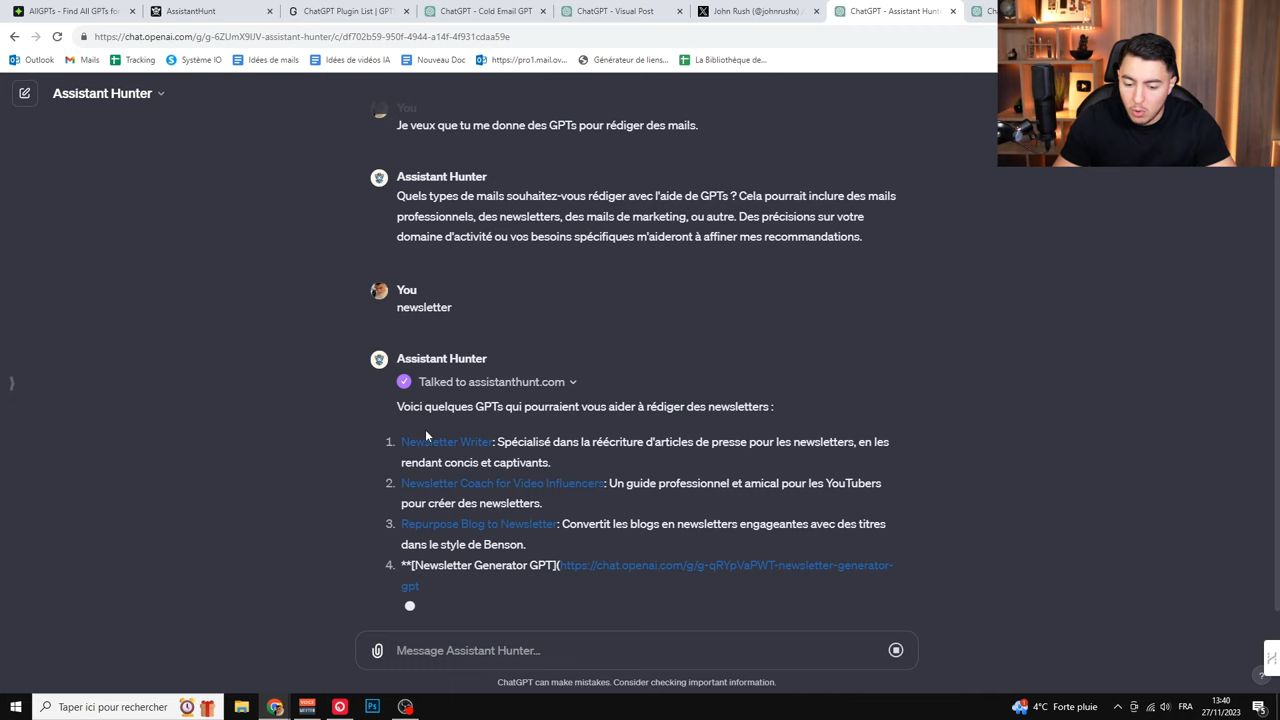 AllGPTs - Find All GPTs for
AssistantHunt
ChatGPT Plugin List | GPT
ChatGPT - Cold Email GPT
ChatGPT - Visual Post
John Rush (@johnrushx) /
ChatGPT - Assistant Hunte
https://chat.openai.com/g/g-6ZUmX9lJV-assistant-hunter/c/df702b59-950f-4944-a14f-4f931cdaa59e
Outlook
Mails
Tracking
Système IO
Idées de mails
Idées de vidéos IA
Nouveau Doc
https://pro1.mail.ov...
Générateur de liens...
La Bibliothèque de...
Assistant Hunter
You
Je veux que tu me donne des GPTs pour rédiger des mails.
Assistant Hunter
Quels types de mails souhaitez-vous rédiger avec l'aide de GPTs ? Cela pourrait inclure des mails
professionnels, des newsletters, des mails de marketing, ou autre. Des précisions sur votre
domaine d'activité ou vos besoins spécifiques m'aideront à affiner mes recommandations.
You
newsletter
Assistant Hunter
Talked to assistanthunt.com
Voici quelques GPTs qui pourraient vous aider à rédiger des newsletters :
1. Newsletter Writer: Spécialisé dans la réécriture d'articles de presse pour les newsletters, en les
rendant concis et captivants.
2. Newsletter Coach for Video Influencers: Un guide professionnel et amical pour les YouTubers
pour créer des newsletters.
3. Repurpose Blog to Newsletter: Convertit les blogs en newsletters engageantes avec des titres
dans le style de Benson.
4. **[Newsletter Generator GPT](https://chat.openai.com/g/g-qRYpVaPWT-newsletter-generator-
gpt
Message Assistant Hunter...
ChatGPT can make mistakes. Consider checking important information.
?
Taper ici pour rechercher
4°C Forte pluie
FRA
13:40
27/11/2023